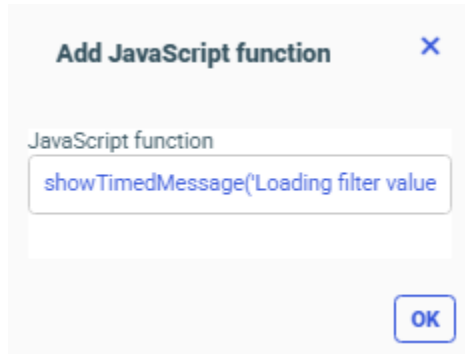 Add JavaScript function
JavaScript function
showTimedMessage('Loading filter value
OK